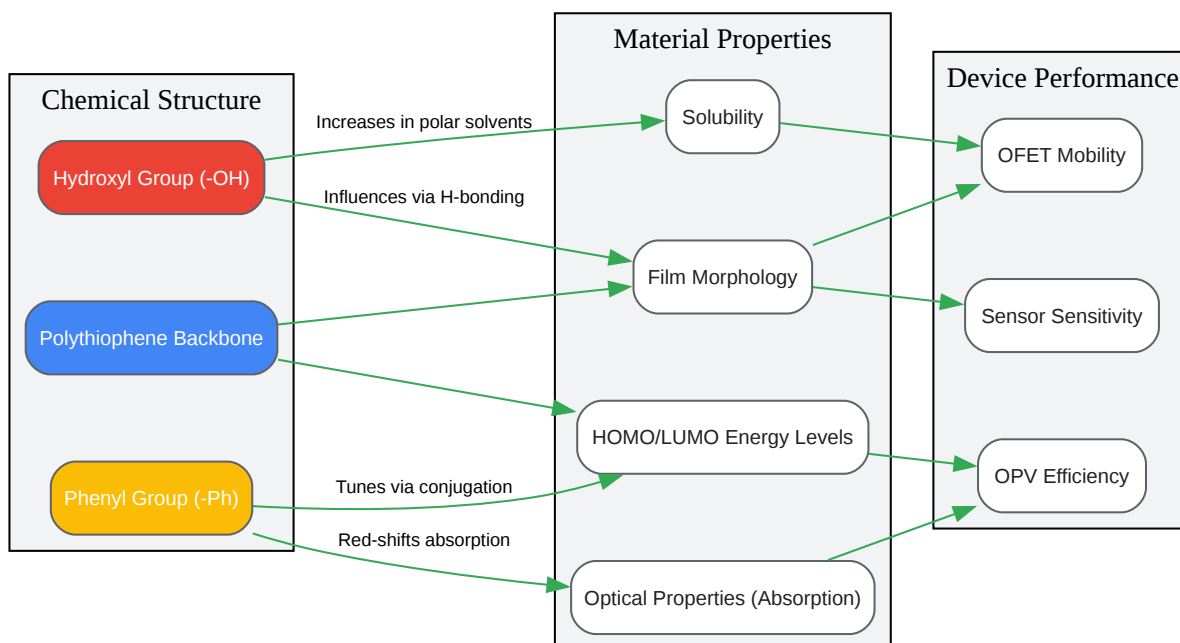 Chemical Structure
Hydroxyl Group (-OH)
Polythiophene Backbone
Phenyl Group (-Ph)
Increases in polar solvents
Influences via H-bonding
Tunes via conjugation
Red-shifts absorption
Material Properties
Solubility
Film Morphology
HOMO/LUMO Energy Levels
Optical Properties (Absorption)
Device Performance
OFET Mobility
Sensor Sensitivity
OPV Efficiency